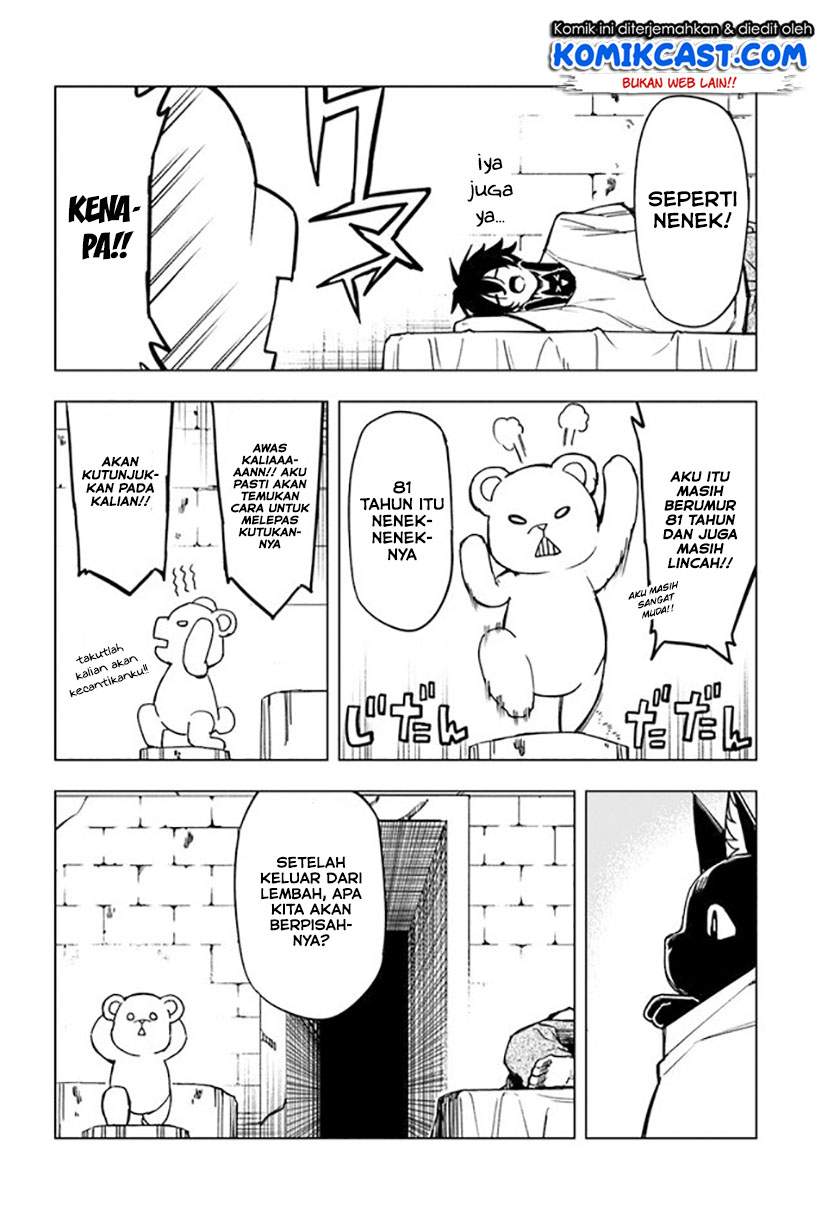 Komik ini diterjemahkan & diedit oleh
KOMIKCAST.COM
BUKAN WEB LAIN!!
SEPERTI
NENEK!
iya
juga
ya...
KENA-
PA!!
AKU ITU
MASIH
BERUMUR
81 TAHUN
DAN JUGA
MASIH
LINCAH!!
AKU MASIH
SANGAT
MUDA!!
81
TAHUN ITU
NENEK-
NENEK-
NYA
だだん
じだん
AWAS
KALIAAA-
AANN!! AKU
PASTI AKAN
TEMUKAN
CARA UNTUK
MELEPAS
KUTUKAN-
NYA
AKAN
KUTUNJUK-
KAN PADA
KALIAN!!
takutlah
kalian akan
kecantikanku!!
SETELAH
KELUAR DARI
LEMBAH, APA
KITA AKAN
BERPISAH-
NYA?